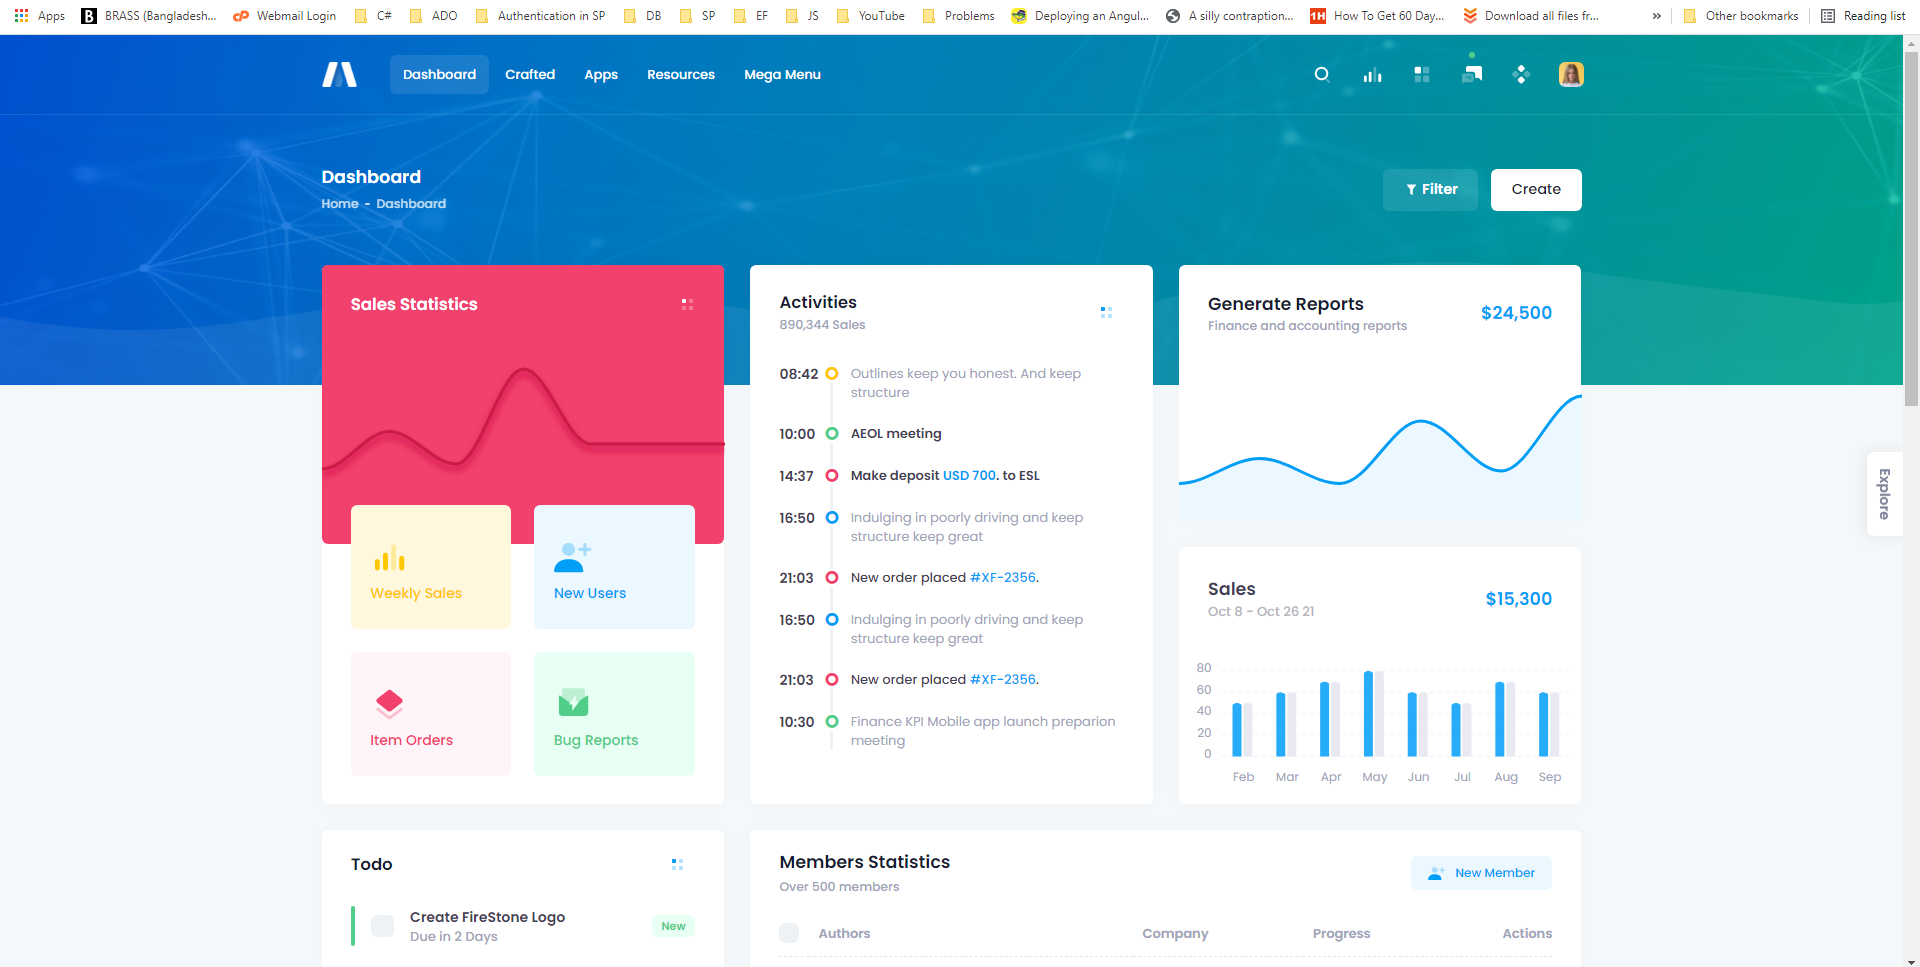 Apps
BRASS (Bangladesh...
Webmail Login
C#
ADO
Authentication in SP
DB
SP
EF
JS
YouTube
Problems
Deploying an Angul...
A silly contraption...
How To Get 60 Day...
Download all files fr...
»
Other bookmarks
Reading list
Dashboard
Crafted
Apps
Resources
Mega Menu
Dashboard
Home - Dashboard
Filter
Create
Sales Statistics
Weekly Sales
New Users
Item Orders
Bug Reports
Activities
890,344 Sales
08:42 Outlines keep you honest. And keep
structure
10:00 AEOL meeting
14:37 Make deposit USD 700. to ESL
16:50 Indulging in poorly driving and keep
structure keep great
21:03 New order placed #XF-2356.
16:50 Indulging in poorly driving and keep
structure keep great
21:03 New order placed #XF-2356.
10:30 Finance KPI Mobile app launch preparion
meeting
Generate Reports
Finance and accounting reports
$24,500
Explore
Sales
Oct 8 - Oct 26 21
$15,300
80
60
40
20
0
Feb Mar Apr May Jun Jul Aug Sep
Todo
Create FireStone Logo
Due in 2 Days
New
Members Statistics
Over 500 members
New Member
Authors Company Progress Actions